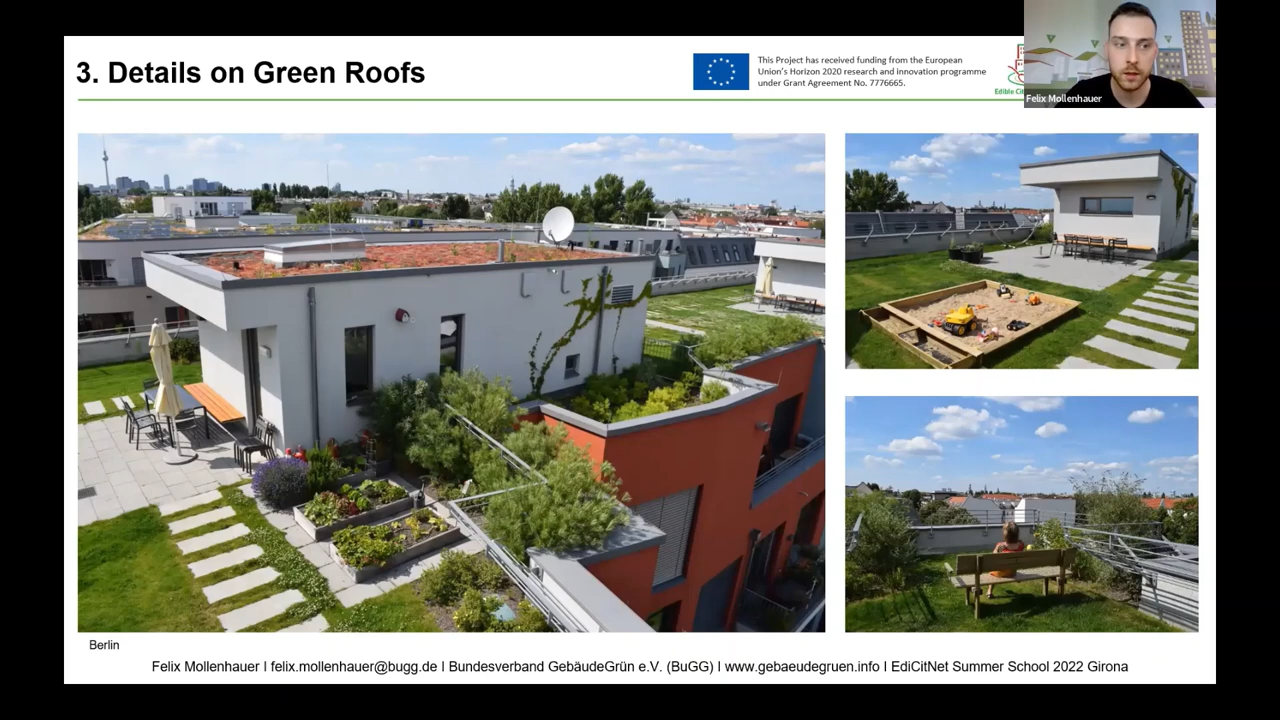 3. Details on Green Roofs
This Project has received funding from the European
Union's Horizon 2020 research and innovation programme
under Grant Agreement No. 7776665.
Edible
Felix Mollenhauer
Berlin
Felix Mollenhauer I felix.mollenhauer@bugg.de I Bundesverband GebäudeGrün e.V. (BuGG) I www.gebaeudegruen.info I EdiCitNet Summer School 2022 Girona